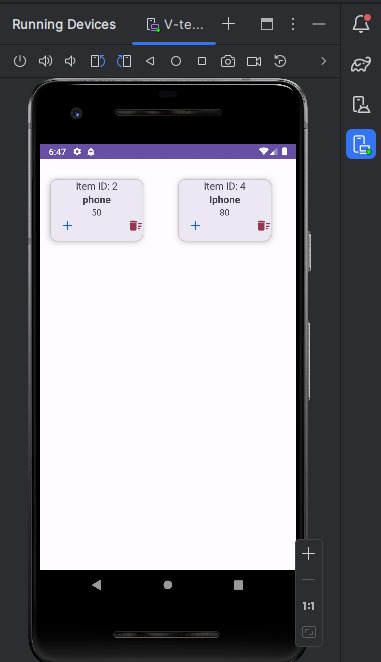 Running Devices
V-te...
6:47
Item ID: 2
phone
50
Item ID: 4
Iphone
80
1:1